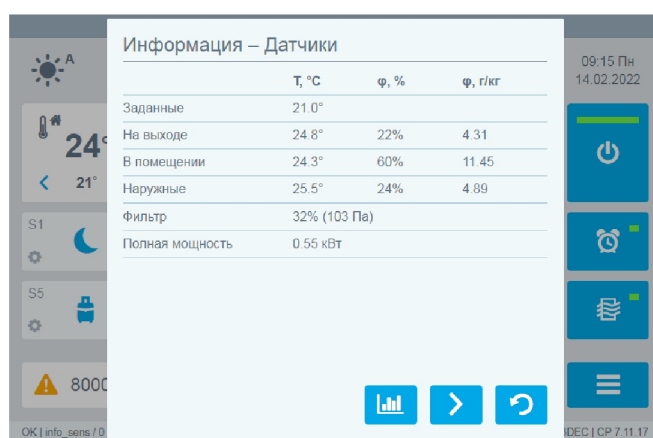 Информация – Датчики
A
09:15 Пн
14.02.2022
T, °C φ, % φ, г/кг
Заданные 21.0°
На выходе 24.8° 22% 4.31
В помещении 24.3° 60% 11.45
Наружные 25.5° 24% 4.89
Фильтр 32% (103 Па)
Полная мощность 0.55 кВт
24°
21°
S1
S5
8000
OK | info_sens / 0
BDEC | CP 7.11.17